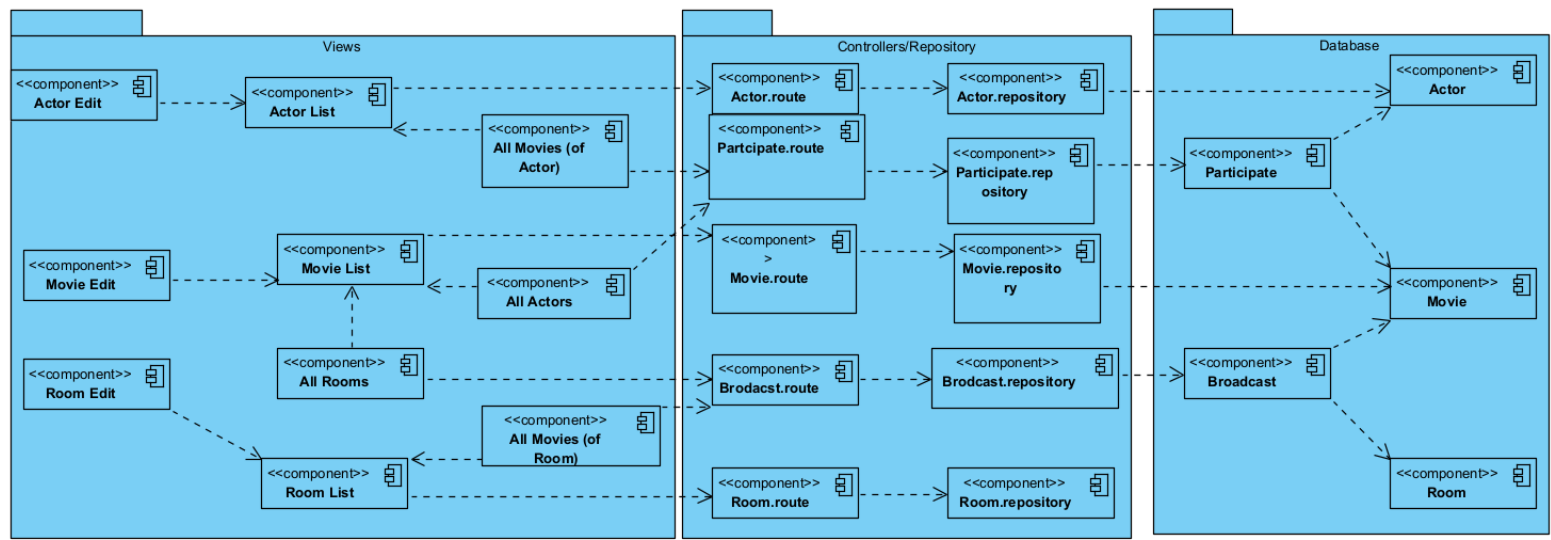 Views
<<component>>
Actor Edit
<<component>>
Actor List
<<component>>
All Movies (of
Actor)
<<component>>
Movie List
<<component>>
Movie Edit
<<component>>
All Actors
<<component>>
All Rooms
<<component>>
Room Edit
<<component>>
All Movies (of
Room)
<<component>>
Room List
Controllers/Repository
<<component>>
Actor.route
<<component>>
Actor.repository
<<component>>
Partcipate.route
<<component>>
Participate.rep
ository
<<component>
>
Movie.route
<<component>>
Movie.reposito
ry
<<component>>
Brodacst.route
<<component>>
Brodcast.repository
<<component>>
Room.route
<<component>>
Room.repository
Database
<<component>>
Actor
<<component>>
Participate
<<component>>
Movie
<<component>>
Broadcast
<<component>>
Room